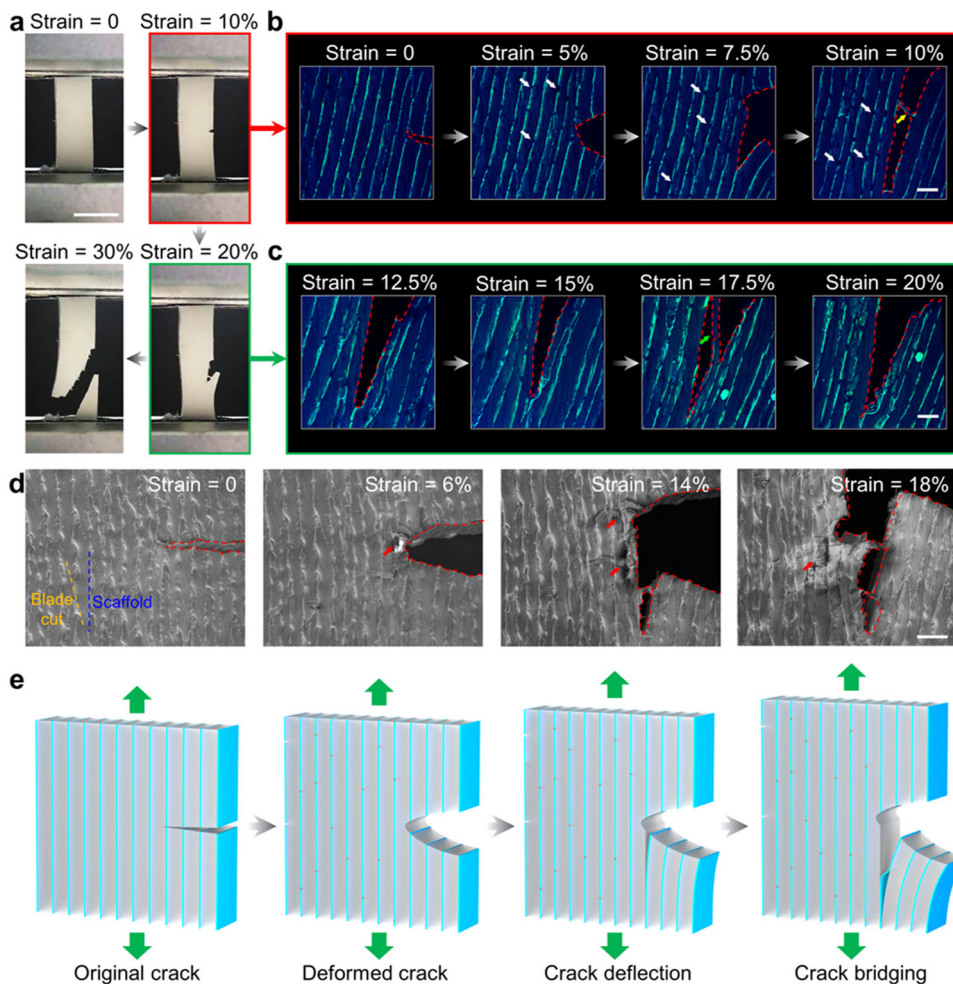 a
Strain = 0
Strain = 10%
b
Strain = 0
Strain = 5%
Strain = 7.5%
Strain = 10%
Strain = 30%
Strain = 20%
c
Strain = 12.5%
Strain = 15%
Strain = 17.5%
Strain = 20%
d
Strain = 0
Blade
cut
Scaffold
Strain = 6%
Strain = 14%
Strain = 18%
e
Original crack
Deformed crack
Crack deflection
Crack bridging